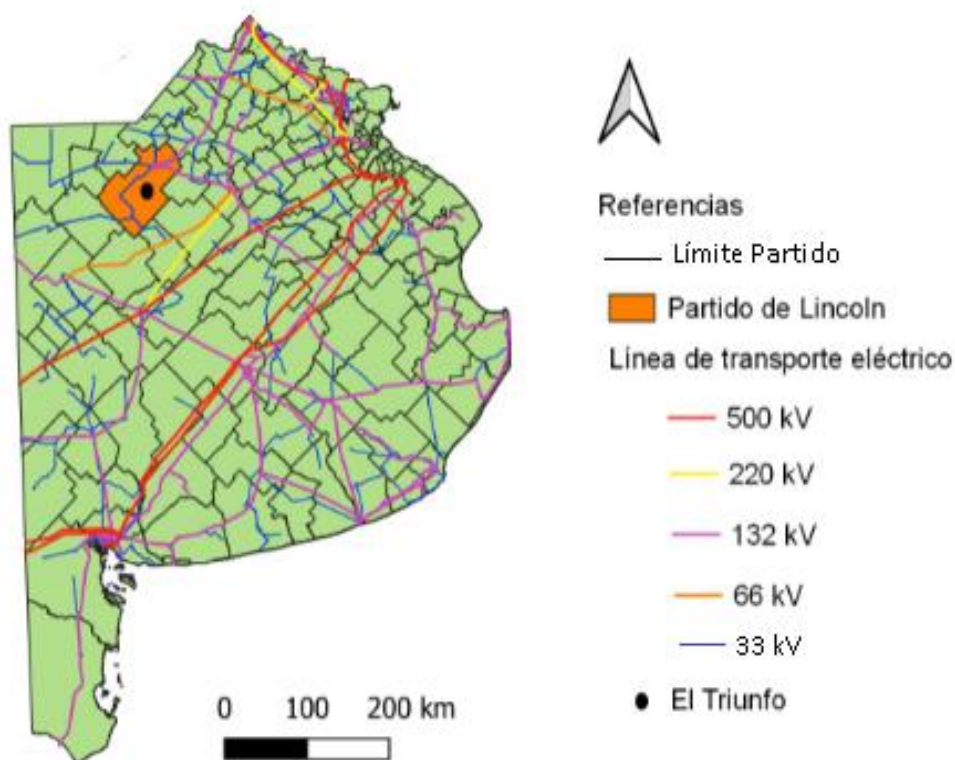 Referencias
Límite Partido
Partido de Lincoln
Línea de transporte eléctrico
500 kV
220 kV
132 kV
66 kV
33 kV
El Triunfo
0 100 200 km